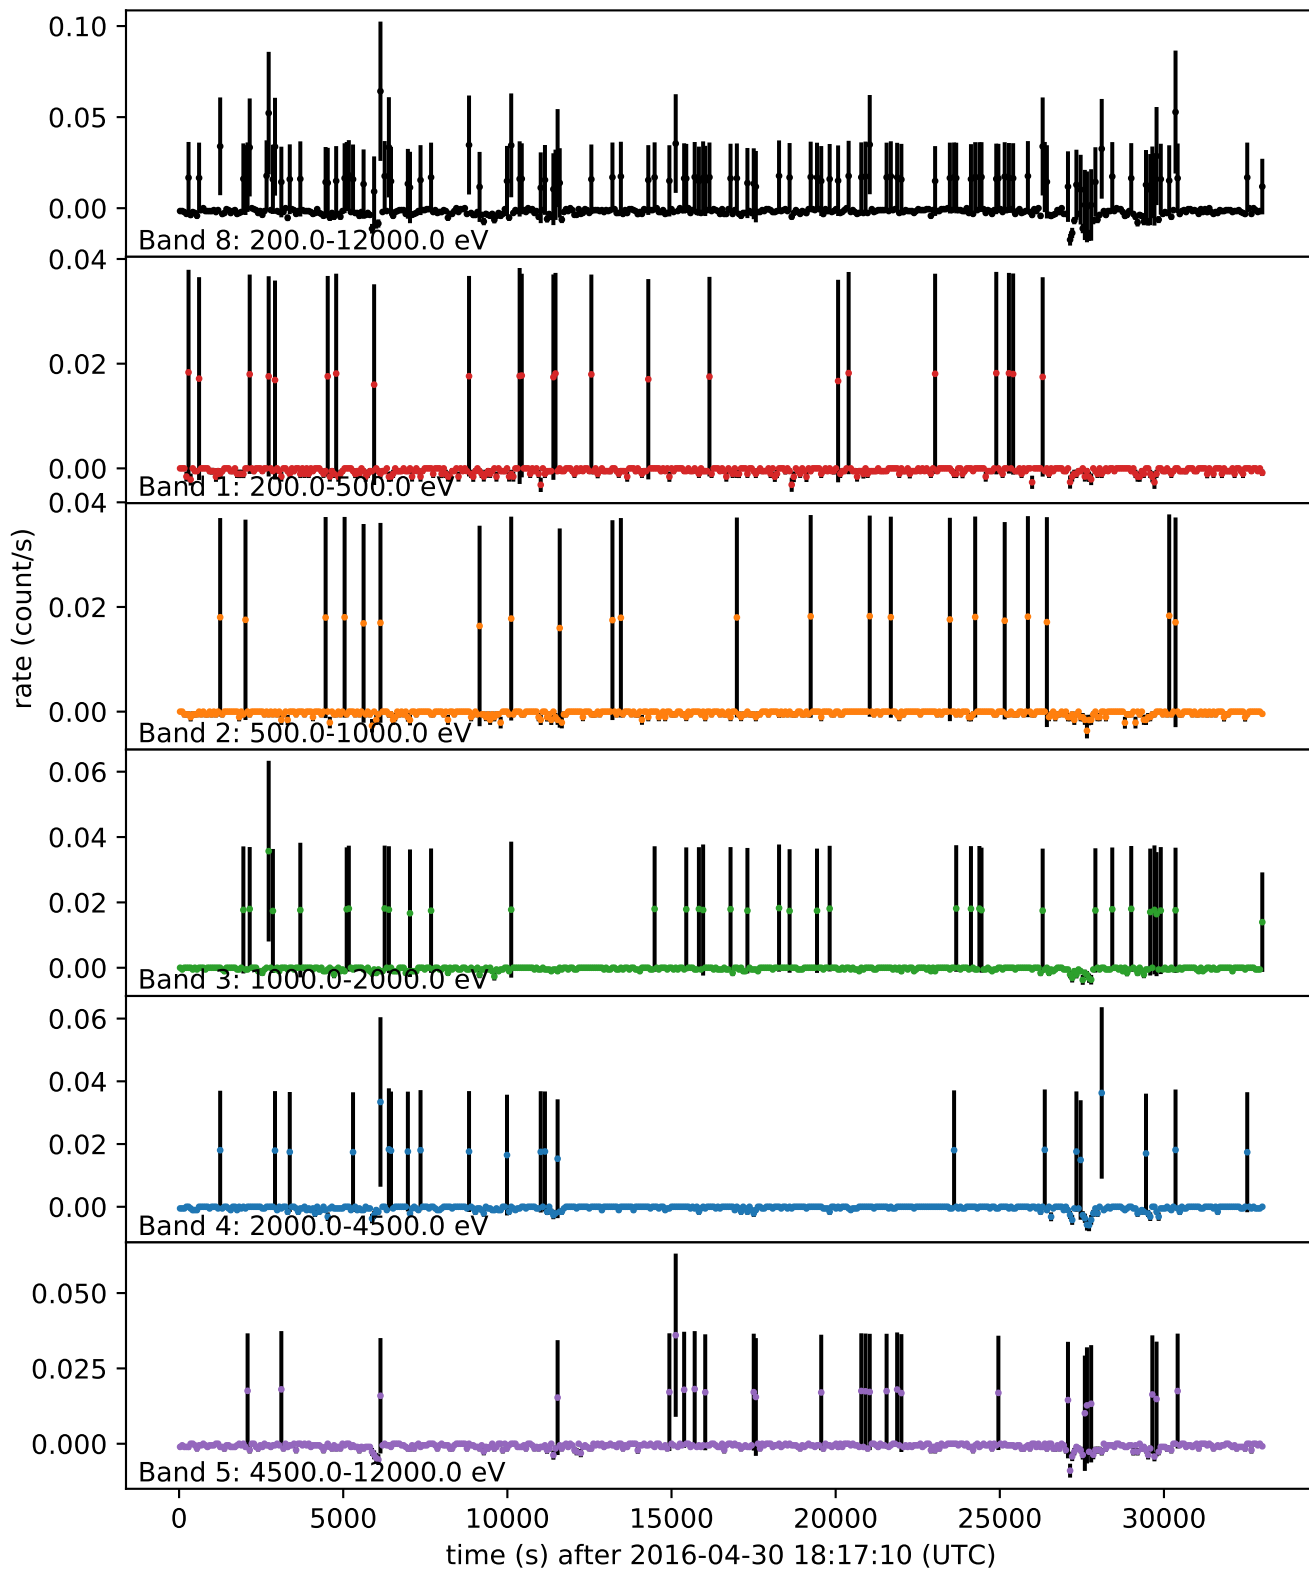 0.10
0.05
0.00
Band 8: 200.0-12000.0 eV
0.04
0.02
0.00
Band 1: 200.0-500.0 eV
0.04
0.02
0.00
Band 2: 500.0-1000.0 eV
rate (count/s)
0.06
0.04
0.02
0.00
Band 3: 1000.0-2000.0 eV
0.06
0.04
0.02
0.00
Band 4: 2000.0-4500.0 eV
0.050
0.025
0.000
Band 5: 4500.0-12000.0 eV
0 5000 10000 15000 20000 25000 30000
time (s) after 2016-04-30 18:17:10 (UTC)